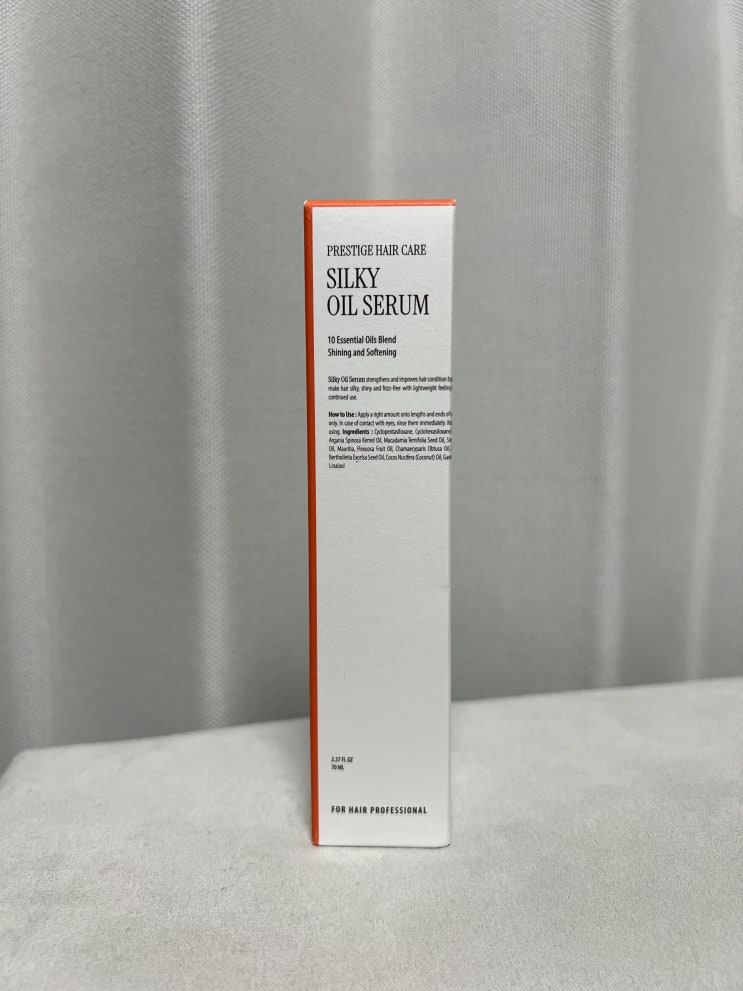 PRESTIGE HAIR CARE
SILKY
OIL SERUM
10 Essential Oils Blend
Shining and Softening
Silky Oil Serum strengthens and improves hair condition by
make hair silky, shiny and frizz-free with lightweight feeling
continued use.
How to Use : Apply a right amount onto lengths and ends of
only, in case of contact with eyes, rinse them immediately. Ke
using. Ingredients : Cyclopentasiloxane, Cyclohexasiloxane
Argania Spinosa Kernel Oil, Macadamia Ternifolia Seed Oil,
Oil, Mauritia, Flexuosa Fruit Oil, Chamaecyparis Obtusa Oil,
Bertholletia Excelsa Seed Oil, Cocos Nucifera (Coconut) Oil,
Linalool
2.37 FL OZ
70 ML
FOR HAIR PROFESSIONAL